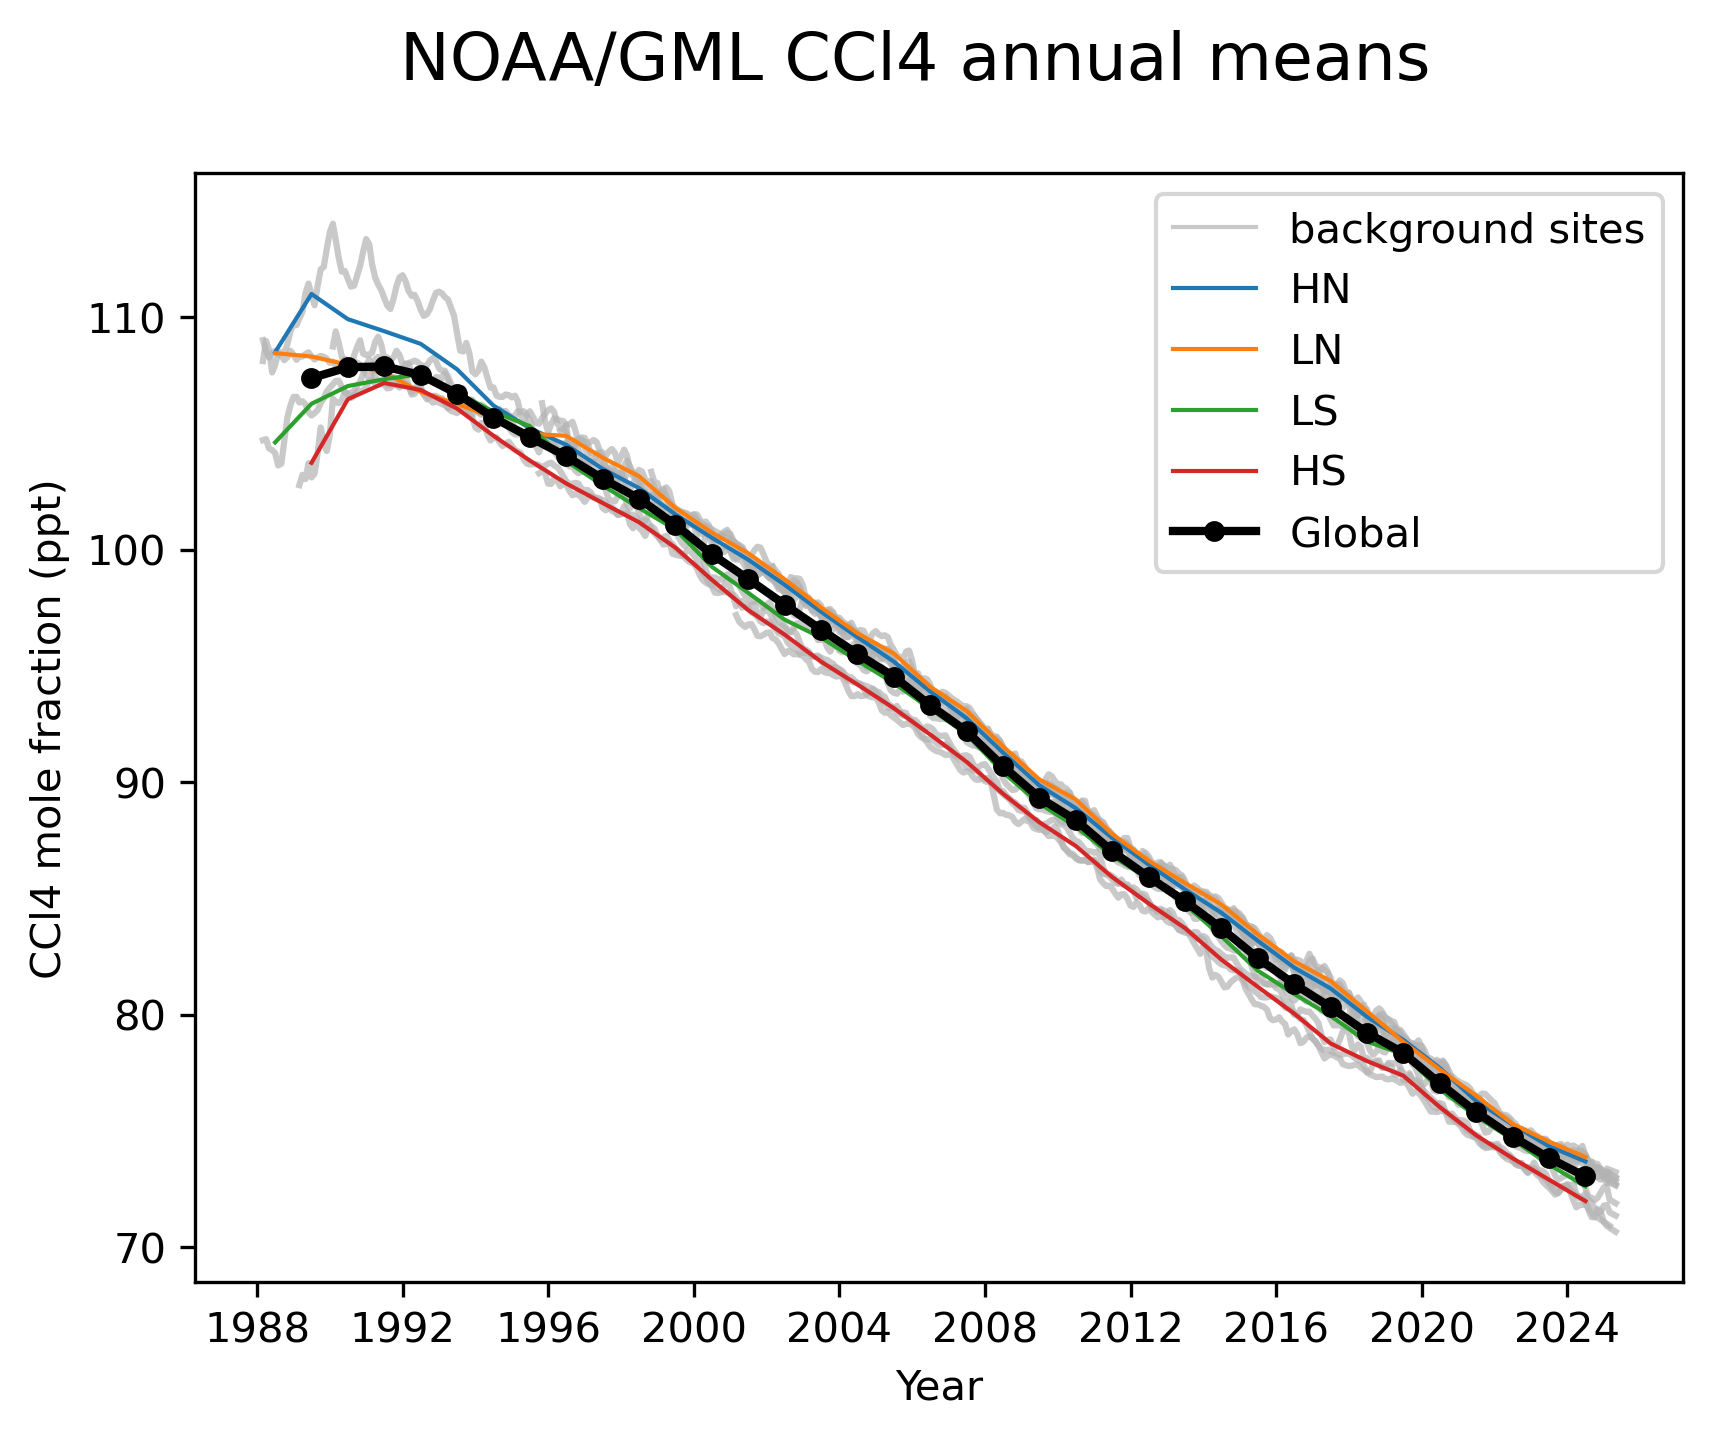 NOAA/GML CCl4 annual means
background sites
HN
LN
LS
HS
Global
CCl4 mole fraction (ppt)
110
100
90
80
70
1988 1992 1996 2000 2004 2008 2012 2016 2020 2024
Year